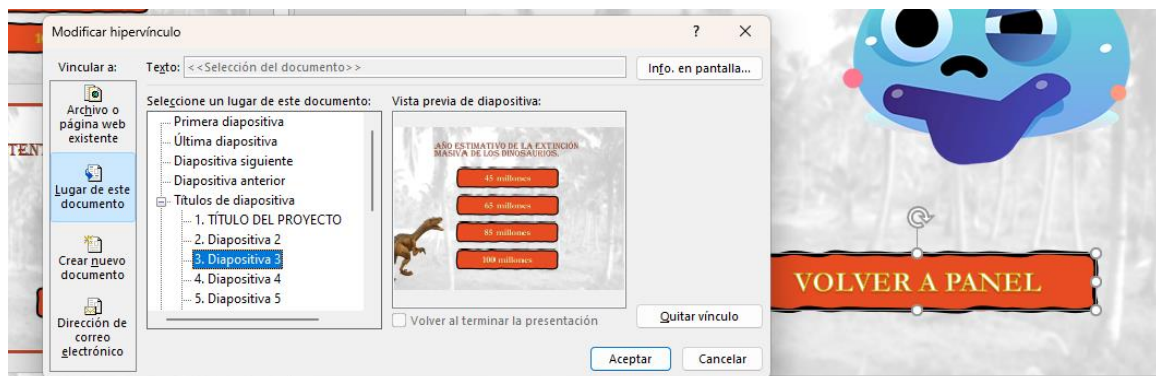 Modificar hipervínculo
?
Vincular a:
Texto:
<<Selección del documento>>
Info. en pantalla...
Archivo o
página web
existente
Lugar de este
documento
Crear nuevo
documento
Dirección de
correo
electrónico
Seleccione un lugar de este documento:
Primera diapositiva
Última diapositiva
Diapositiva siguiente
Diapositiva anterior
Títulos de diapositiva
1. TÍTULO DEL PROYECTO
2. Diapositiva 2
3. Diapositiva 3
4. Diapositiva 4
5. Diapositiva 5
Vista previa de diapositiva:
AÑO ESTIMATIVO DE LA EXTINCIÓN
MASIVA DE LOS DINOSAURIOS.
45 millones
65 millones
85 millones
100 millones
Volver al terminar la presentación
Quitar vínculo
Aceptar
Cancelar
VOLVER A PANEL